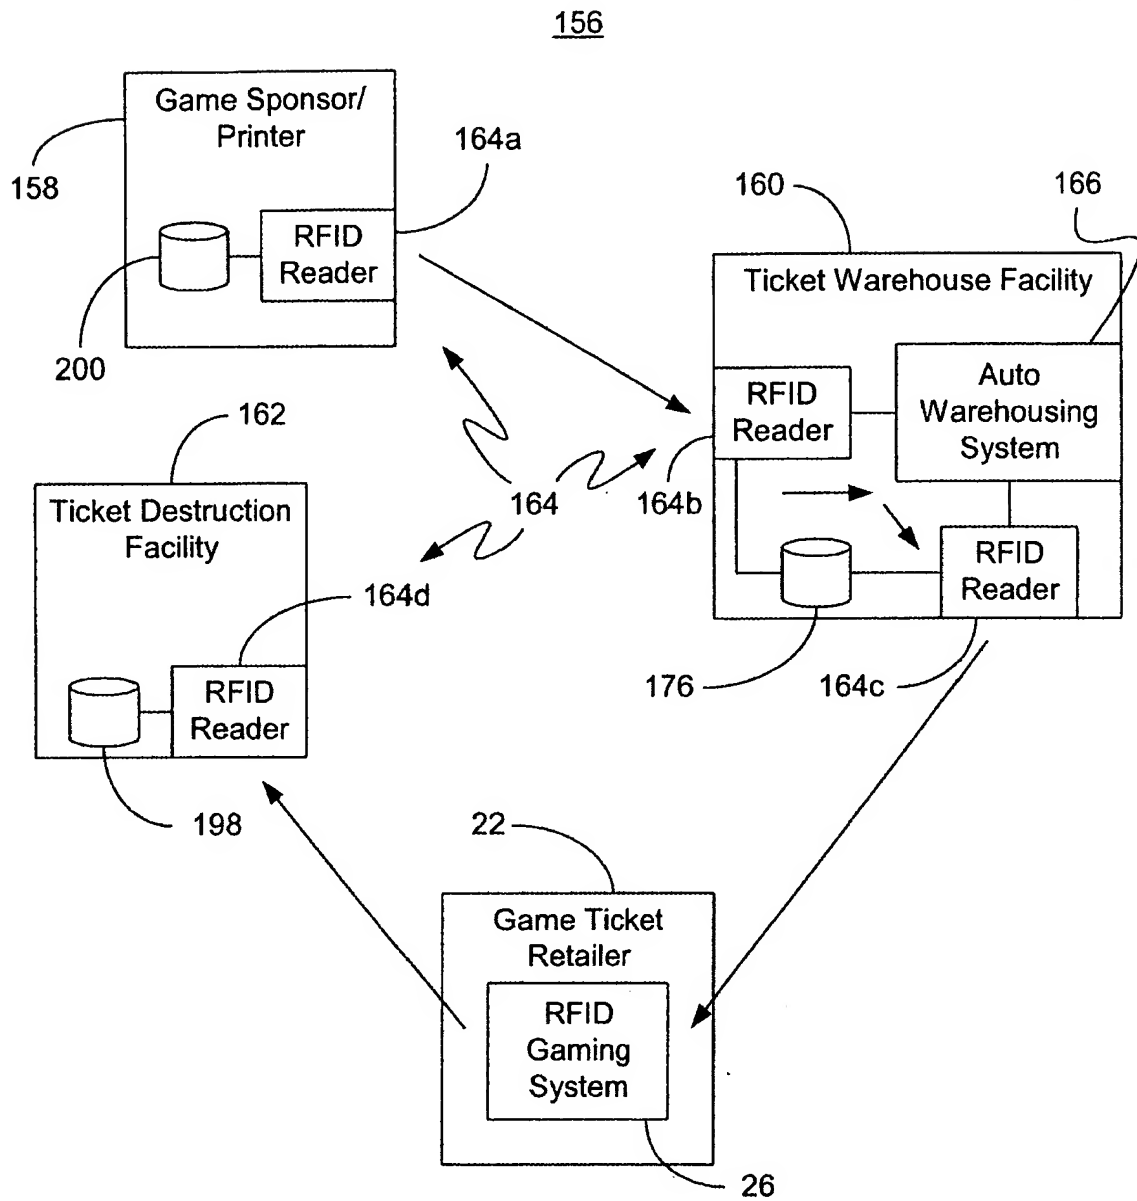 156
Game Sponsor/
Printer
158
RFID
Reader
164a
200
160
166
Ticket Warehouse Facility
RFID
Reader
Auto
Warehousing
System
164b
RFID
Reader
176
164c
162
Ticket Destruction
Facility
164
164d
RFID
Reader
198
22
Game Ticket
Retailer
RFID
Gaming
System
26